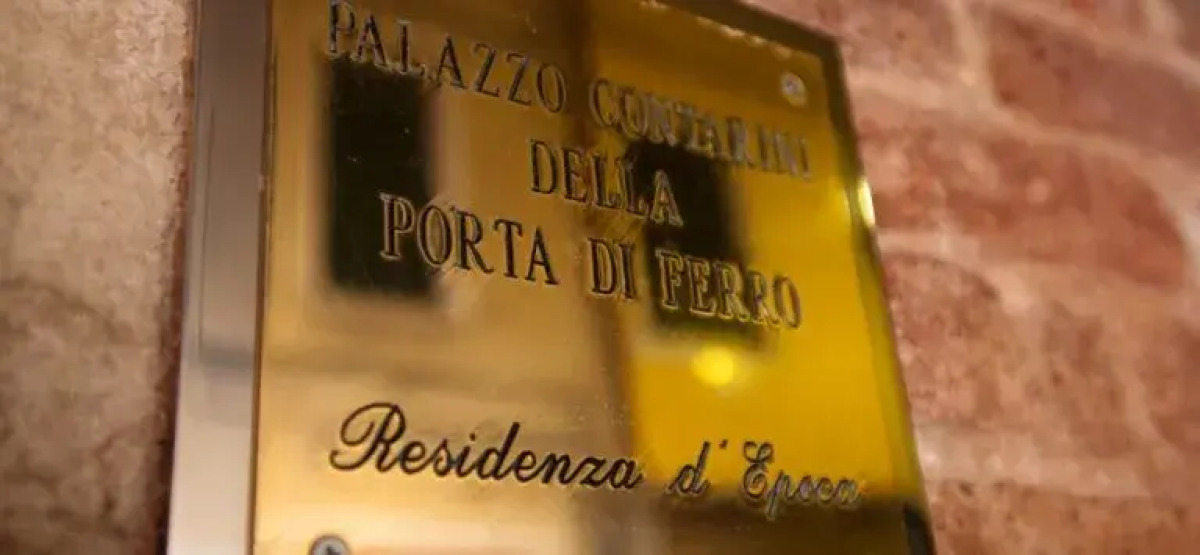 PALAZZO CONTARINI
DELLA
PORTA DI FERRO
Residenza d'Epoca